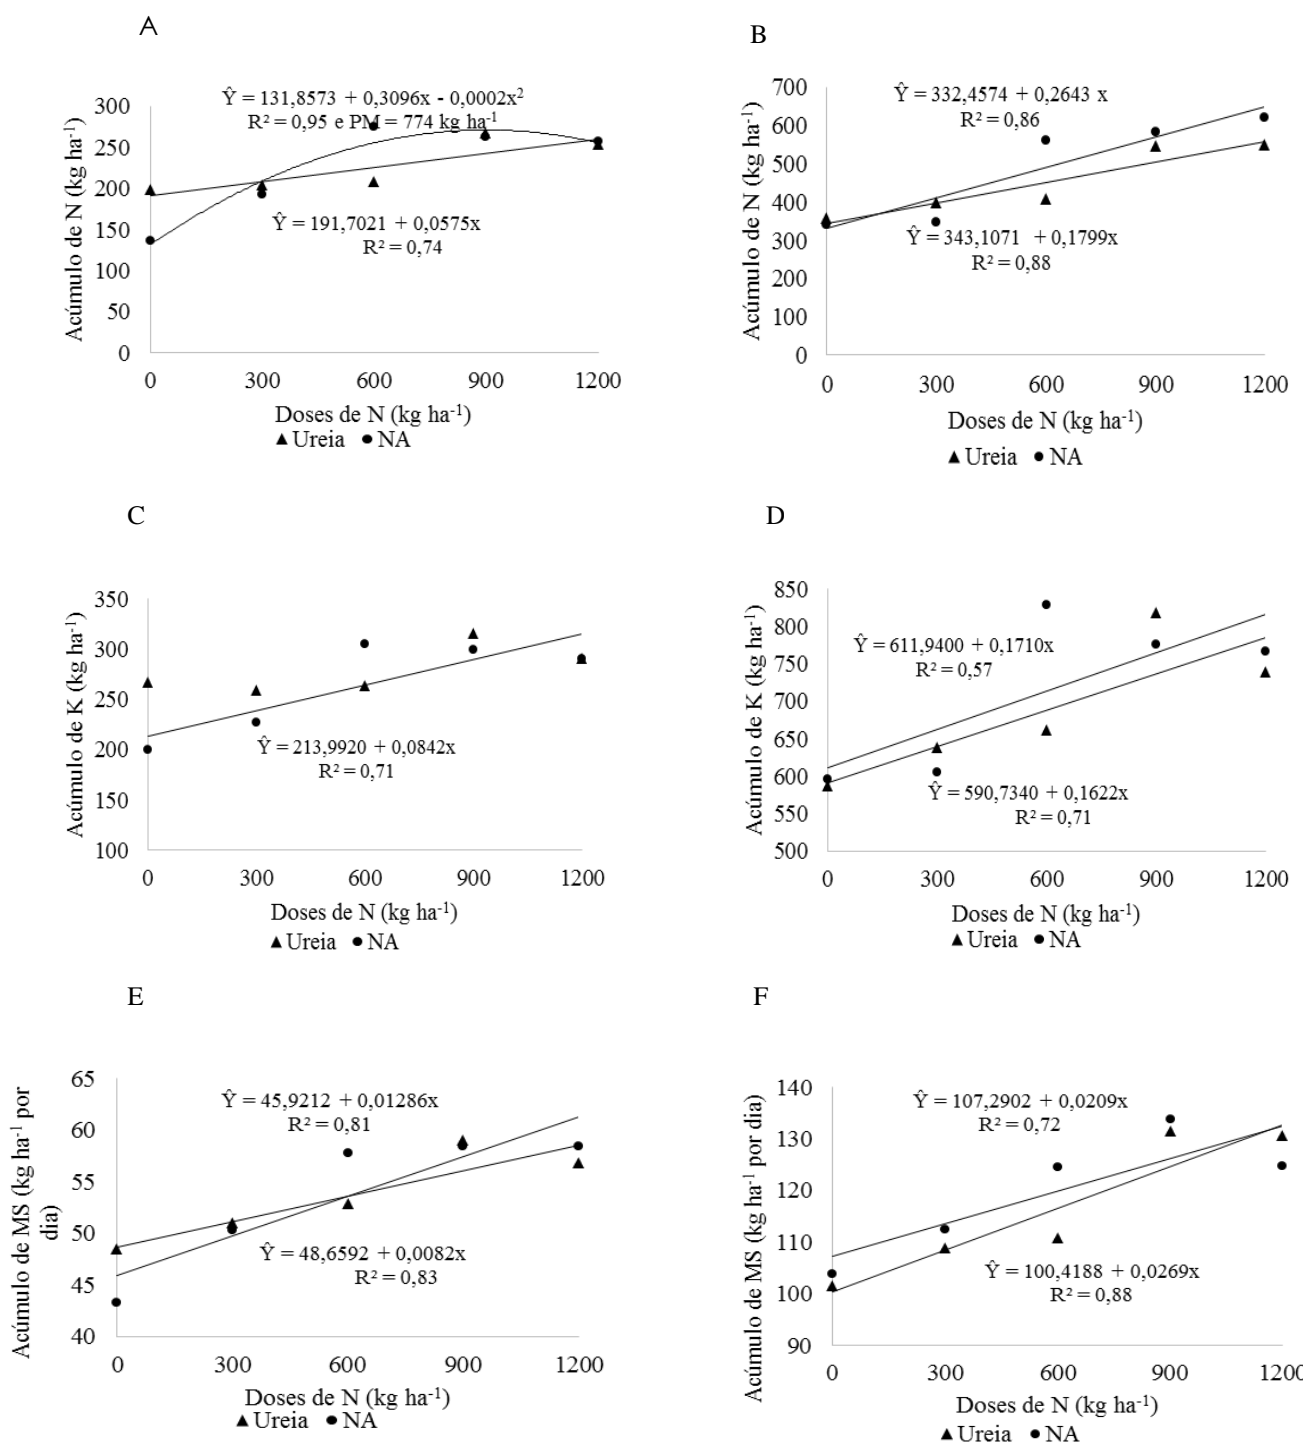 A
Ŷ = 131,8573 + 0,3096x - 0,0002x²
R² = 0,95 e PM = 774 kg ha⁻¹
Ŷ = 191,7021 + 0,0575x
R² = 0,74
Acúmulo de N (kg ha⁻¹)
300
250
200
150
100
50
0
0 300 600 900 1200
Doses de N (kg ha⁻¹)
▲ Ureia ● NA
B
Ŷ = 332,4574 + 0,2643 x
R² = 0,86
Ŷ = 343,1071 + 0,1799x
R² = 0,88
Acúmulo de N (kg ha⁻¹)
700
600
500
400
300
200
100
0
0 300 600 900 1200
Doses de N (kg ha⁻¹)
▲ Ureia ● NA
C
Ŷ = 213,9920 + 0,0842x
R² = 0,71
Acúmulo de K (kg ha⁻¹)
350
300
250
200
150
100
0 300 600 900 1200
Doses de N (kg ha⁻¹)
▲ Ureia ● NA
D
Ŷ = 611,9400 + 0,1710x
R² = 0,57
Ŷ = 590,7340 + 0,1622x
R² = 0,71
Acúmulo de K (kg ha⁻¹)
850
800
750
700
650
600
550
500
0 300 600 900 1200
Doses de N (kg ha⁻¹)
▲ Ureia ● NA
E
Ŷ = 45,9212 + 0,01286x
R² = 0,81
Ŷ = 48,6592 + 0,0082x
R² = 0,83
Acúmulo de MS (kg ha⁻¹ por
dia)
65
60
55
50
45
40
0 300 600 900 1200
Doses de N (kg ha⁻¹)
▲ Ureia ● NA
F
Ŷ = 107,2902 + 0,0209x
R² = 0,72
Ŷ = 100,4188 + 0,0269x
R² = 0,88
Acúmulo de MS (kg ha⁻¹ por dia)
140
130
120
110
100
90
0 300 600 900 1200
Doses de N (kg ha⁻¹)
▲ Ureia ● NA